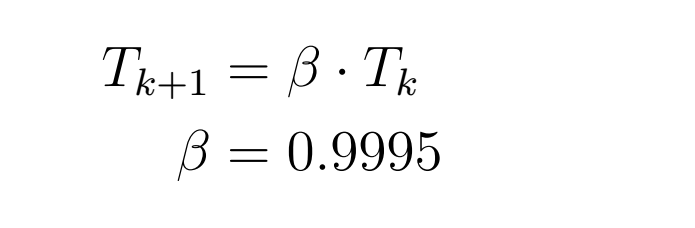 T_{k+1} = β · T_k
β = 0.9995